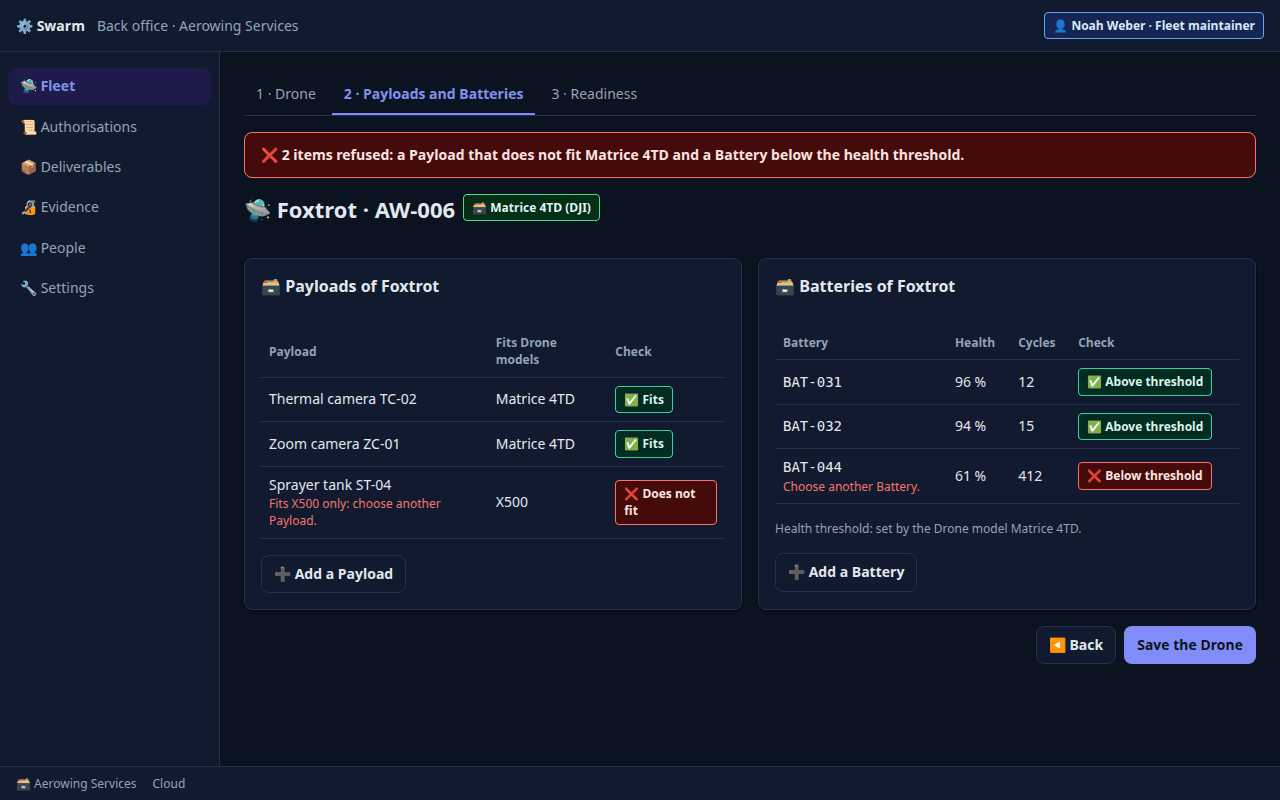 Swarm Back office · Aerowing Services
Noah Weber · Fleet maintainer
Fleet
Authorisations
Deliverables
Evidence
People
Settings
1 · Drone
2 · Payloads and Batteries
3 · Readiness
2 items refused: a Payload that does not fit Matrice 4TD and a Battery below the health threshold.
Foxtrot · AW-006
Matrice 4TD (DJI)
Payloads of Foxtrot
Payload
Fits Drone
models
Check
Thermal camera TC-02
Matrice 4TD
Fits
Zoom camera ZC-01
Matrice 4TD
Fits
Sprayer tank ST-04
Fits X500 only: choose another
Payload.
X500
Does not
fit
Add a Payload
Batteries of Foxtrot
Battery
Health
Cycles
Check
BAT-031
96 %
12
Above threshold
BAT-032
94 %
15
Above threshold
BAT-044
Choose another Battery.
61 %
412
Below threshold
Health threshold: set by the Drone model Matrice 4TD.
Add a Battery
Back
Save the Drone
Aerowing Services
Cloud